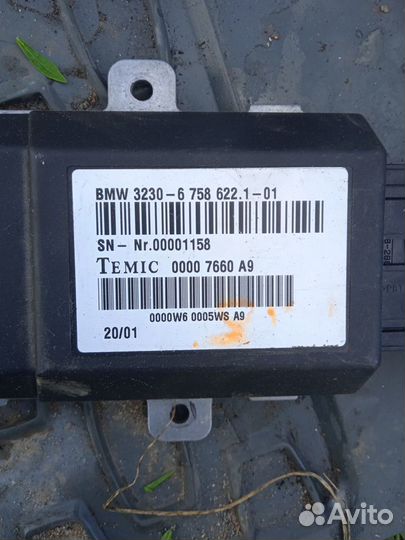 BMW 3230-6 758 622.1-01
SN- Nr.00001158
TEMIC 0000 7660 A9
0000W6 0005WS A9
20/01
Avito